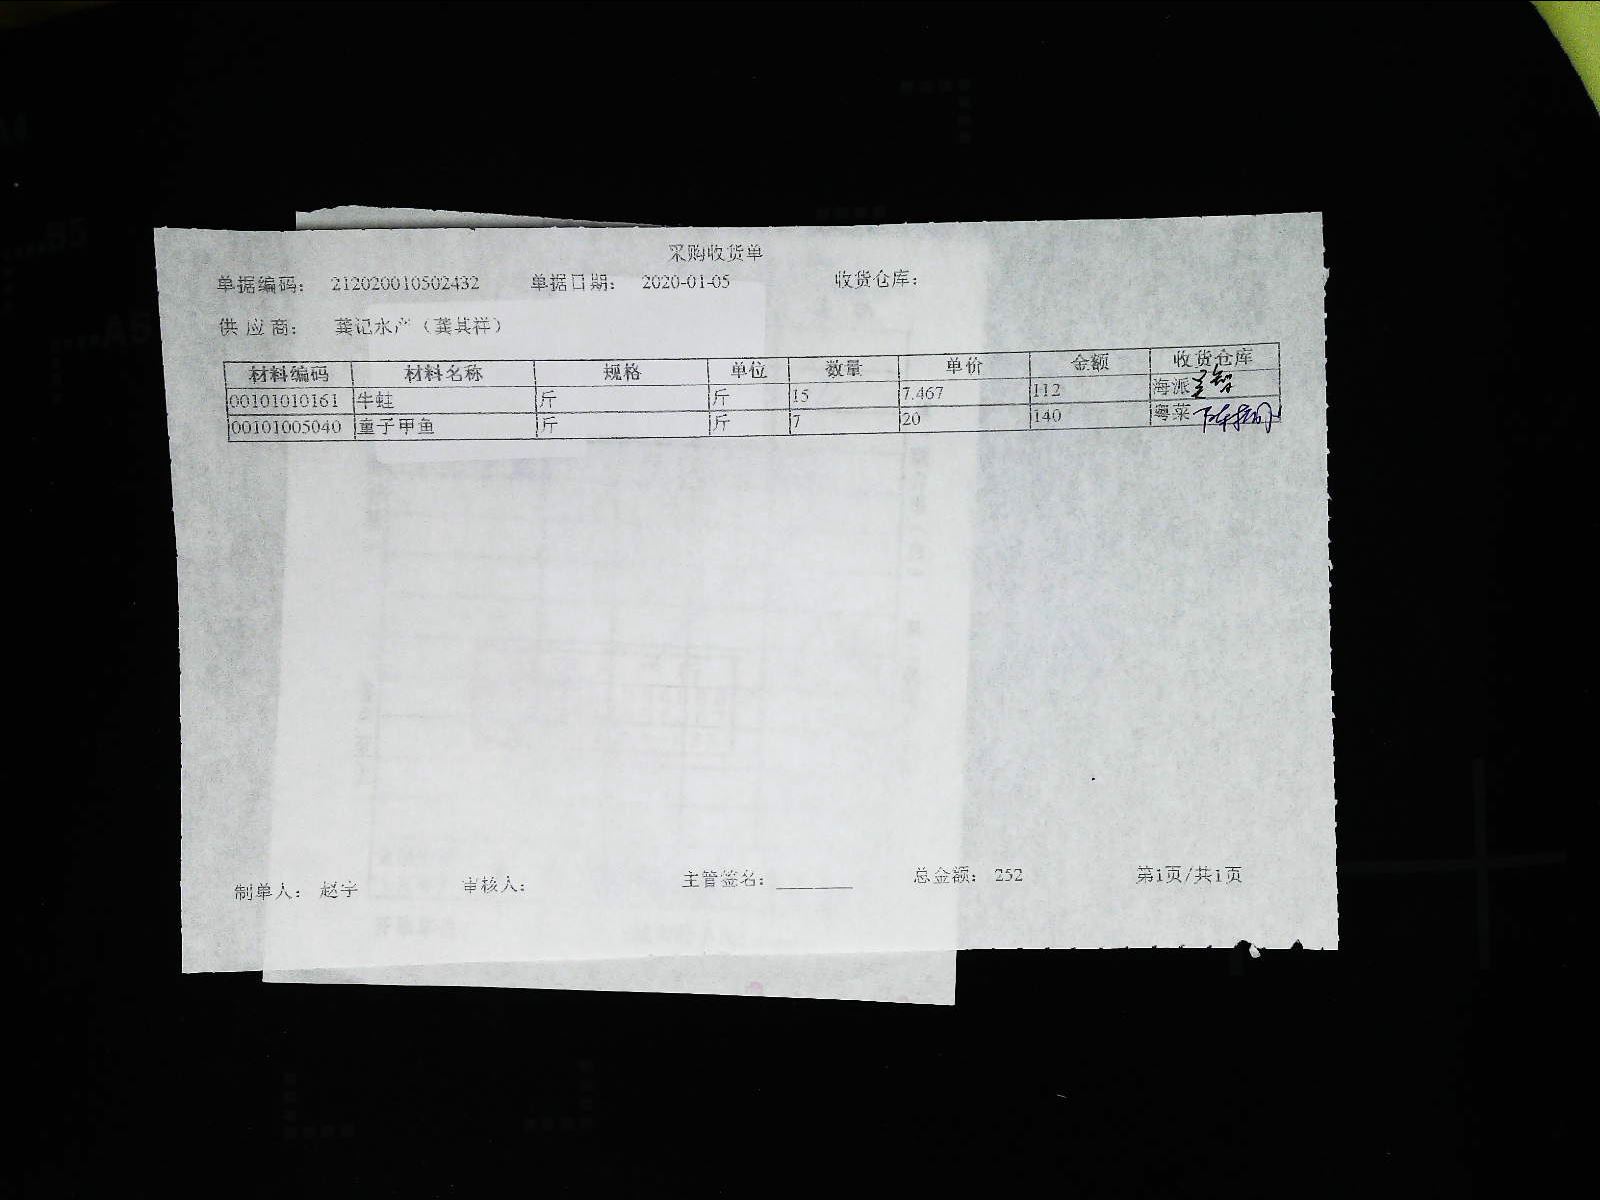 采购收货单
单据编码： 212020010502432 单据日期： 2020-01-05 收货仓库：
供 应 商： 龚记水产（龚其祥）
材料编码 材料名称 规格 单位 数量 单价 金额 收货仓库
00101010161 牛蛙 斤 斤 15 7.467 112 海派
00101005040 童子甲鱼 斤 斤 7 20 140 粤菜
制单人： 赵宇 审核人： 主管签名：________ 总金额： 252 第1页/共1页